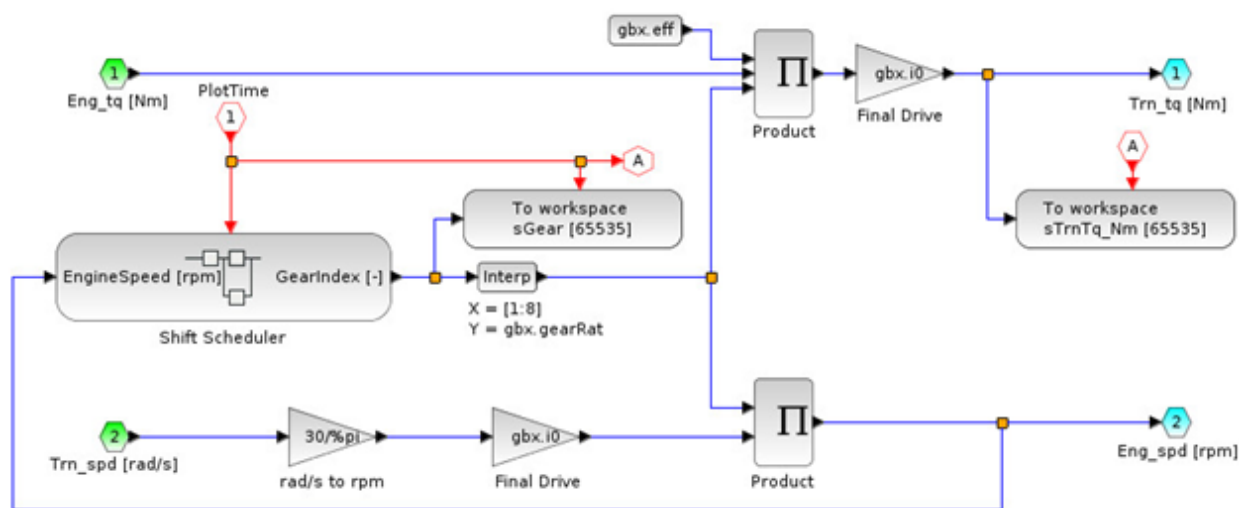 gbx.eff
1
Eng_tq [Nm]
PlotTime
1
∏
Product
gbx.i0
Final Drive
1
Trn_tq [Nm]
A
A
To workspace
sGear [65535]
To workspace
sTrnTq_Nm [65535]
EngineSpeed [rpm]
GearIndex [-]
Shift Scheduler
Interp
X = [1:8]
Y = gbx.gearRat
2
Trn_spd [rad/s]
30/%pi
rad/s to rpm
gbx.i0
Final Drive
∏
Product
2
Eng_spd [rpm]